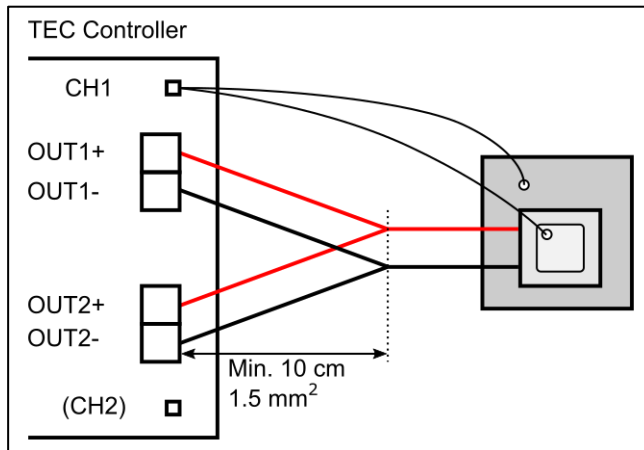 TEC Controller
CH1
OUT1+
OUT1-
OUT2+
OUT2-
Min. 10 cm
1.5 mm²
(CH2)